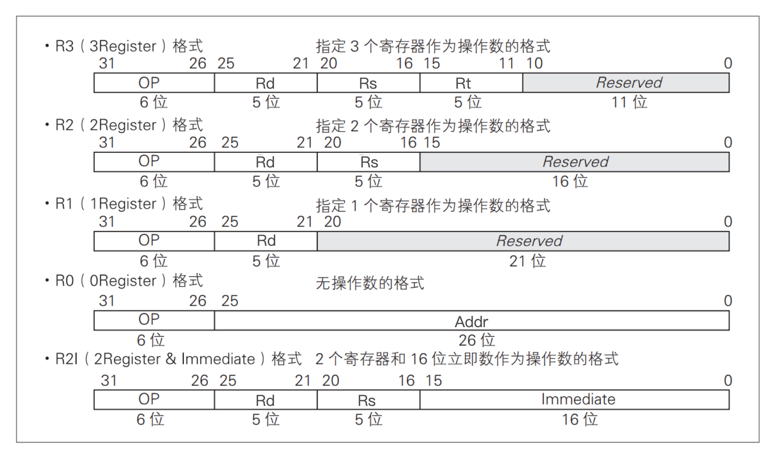 ・R3（3Register）格式 指定 3 个寄存器作为操作数的格式
31 26 25 21 20 16 15 11 10 0
OP Rd Rs Rt Reserved
6 位 5 位 5 位 5 位 11 位
・R2（2Register）格式 指定 2 个寄存器作为操作数的格式
31 26 25 21 20 16 15 0
OP Rd Rs Reserved
6 位 5 位 5 位 16 位
・R1（1Register）格式 指定 1 个寄存器作为操作数的格式
31 26 25 21 20 0
OP Rd Reserved
6 位 5 位 21 位
・R0（0Register）格式 无操作数的格式
31 26 25 0
OP Addr
6 位 26 位
・R2I（2Register & Immediate）格式 2 个寄存器和 16 位立即数作为操作数的格式
31 26 25 21 20 16 15 0
OP Rd Rs Immediate
6 位 5 位 5 位 16 位